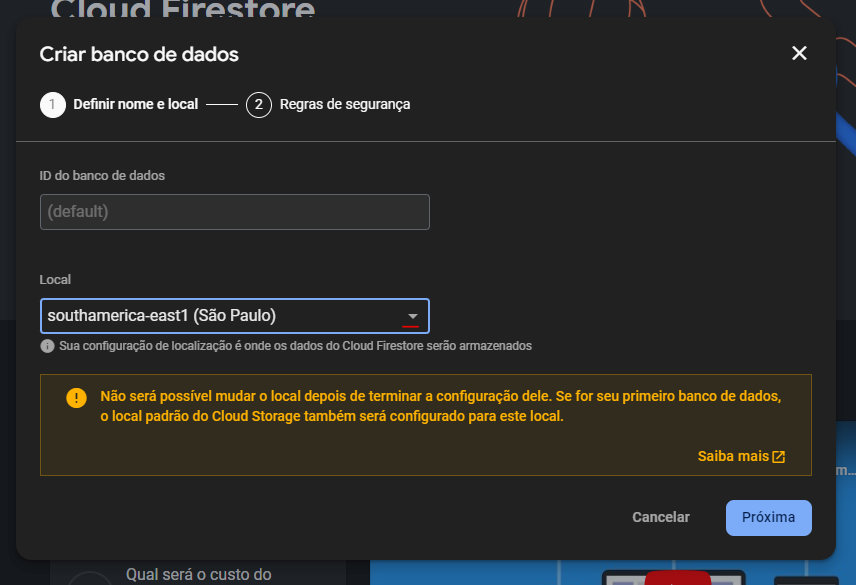 Cloud Firestore
Criar banco de dados
1 Definir nome e local
2 Regras de segurança
ID do banco de dados
(default)
Local
southamerica-east1 (São Paulo)
Sua configuração de localização é onde os dados do Cloud Firestore serão armazenados
Não será possível mudar o local depois de terminar a configuração dele. Se for seu primeiro banco de dados,
o local padrão do Cloud Storage também será configurado para este local.
Saiba mais
Cancelar
Próxima
Qual será o custo do